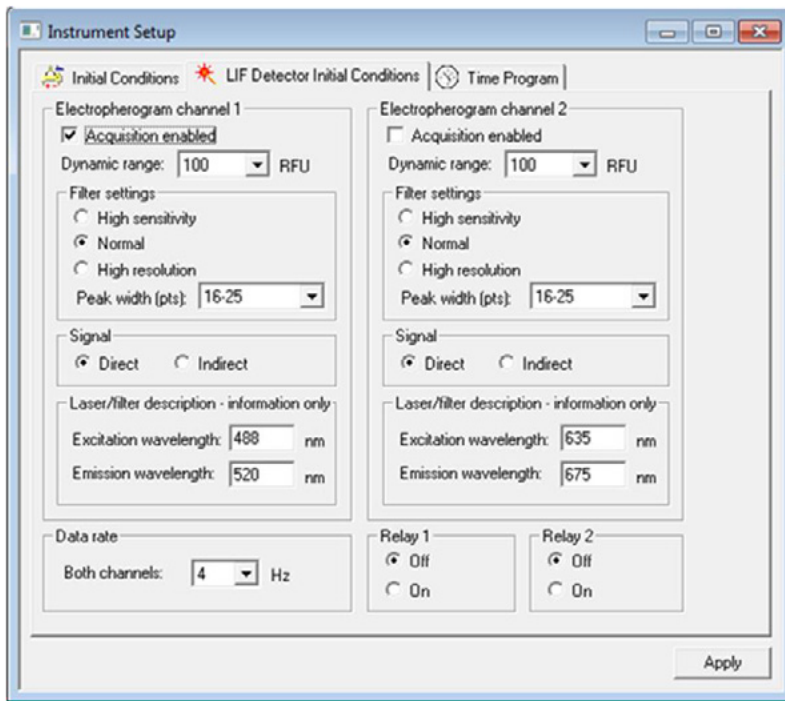 Instrument Setup
Initial Conditions
LIF Detector Initial Conditions
Time Program
Electropherogram channel 1
Acquisition enabled
Dynamic range: 100 RFU
Filter settings
High sensitivity
Normal
High resolution
Peak width (pts): 16-25
Signal
Direct Indirect
Laser/filter description - information only
Excitation wavelength: 488 nm
Emission wavelength: 520 nm
Electropherogram channel 2
Acquisition enabled
Dynamic range: 100 RFU
Filter settings
High sensitivity
Normal
High resolution
Peak width (pts): 16-25
Signal
Direct Indirect
Laser/filter description - information only
Excitation wavelength: 635 nm
Emission wavelength: 675 nm
Data rate
Both channels: 4 Hz
Relay 1
Off
On
Relay 2
Off
On
Apply